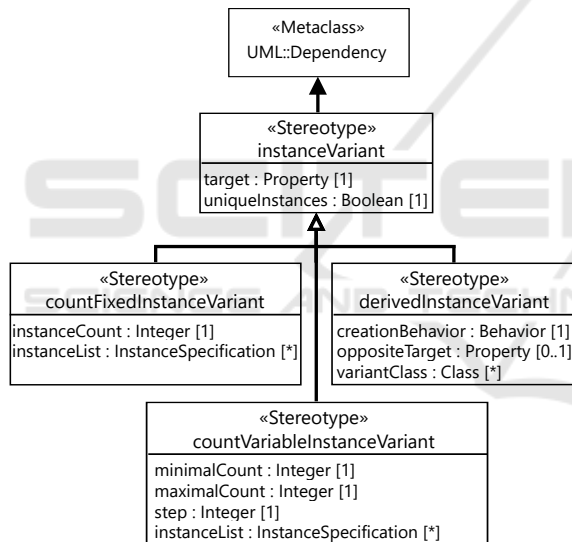 «Metaclass»
UML::Dependency
«Stereotype»
instanceVariant
target : Property [1]
uniqueInstances : Boolean [1]
«Stereotype»
countFixedInstanceVariant
instanceCount : Integer [1]
instanceList : InstanceSpecification [*]
«Stereotype»
derivedInstanceVariant
creationBehavior : Behavior [1]
oppositeTarget : Property [0..1]
variantClass : Class [*]
«Stereotype»
countVariableInstanceVariant
minimalCount : Integer [1]
maximalCount : Integer [1]
step : Integer [1]
instanceList : InstanceSpecification [*]